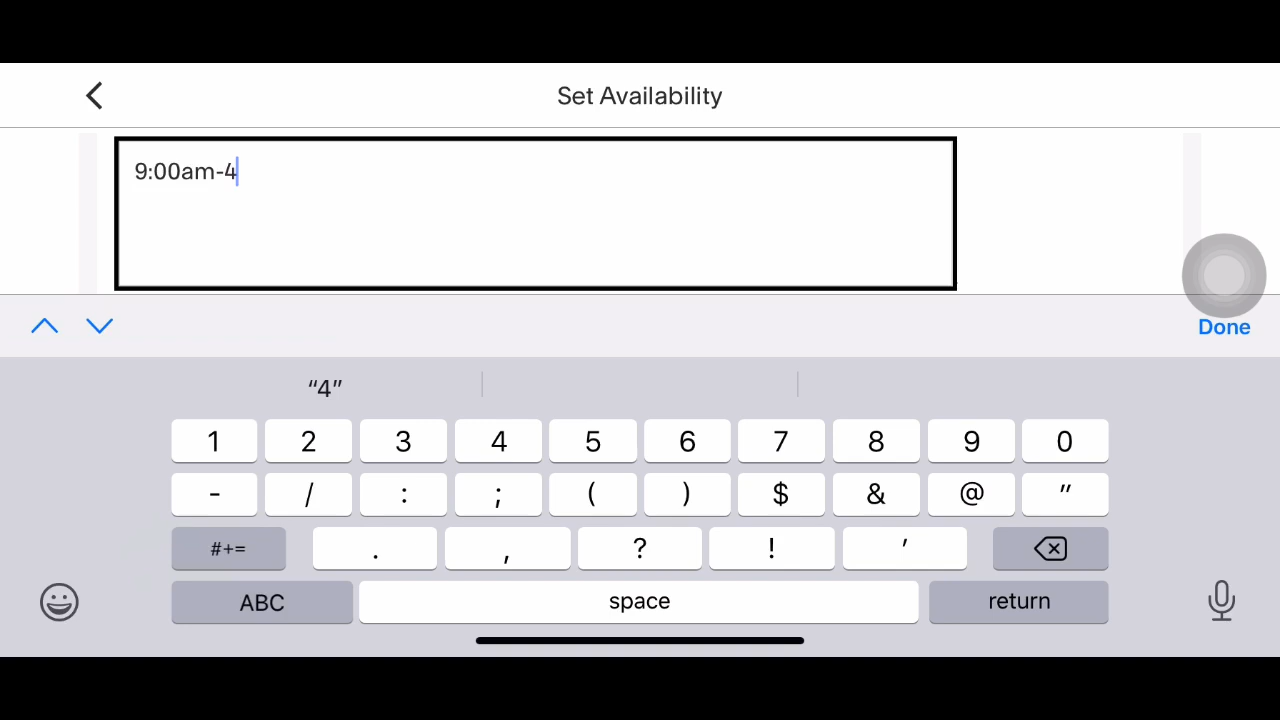 Set Availability
9:00am-4
Done
“4”
1 2 3 4 5 6 7 8 9 0
- / : ; ( ) $ & @ "
#+= . , ? ! '
ABC space return